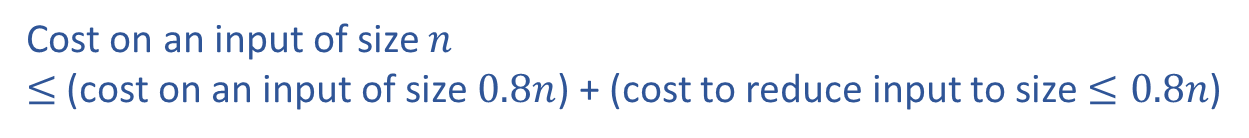 Cost on an input of size n
≤ (cost on an input of size 0.8n) + (cost to reduce input to size ≤ 0.8n)